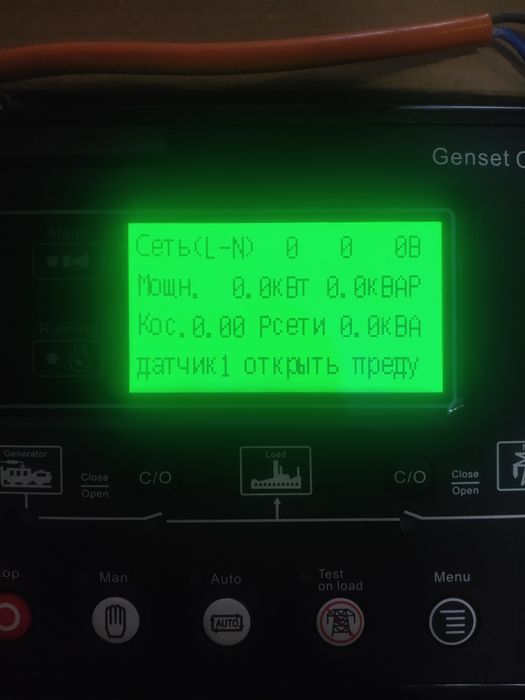 Genset
Alarm
Сеть(L-N) 0 0 0В
Мощн. 0.0кВт 0.0кВАР
Running
Кос.0.00 Рсети 0.0кВА
датчик1 открыть преду
Generator
Load
Close
Open
C/O
C/O
Close
Open
Man
Auto
Test
on load
Menu
AUTO